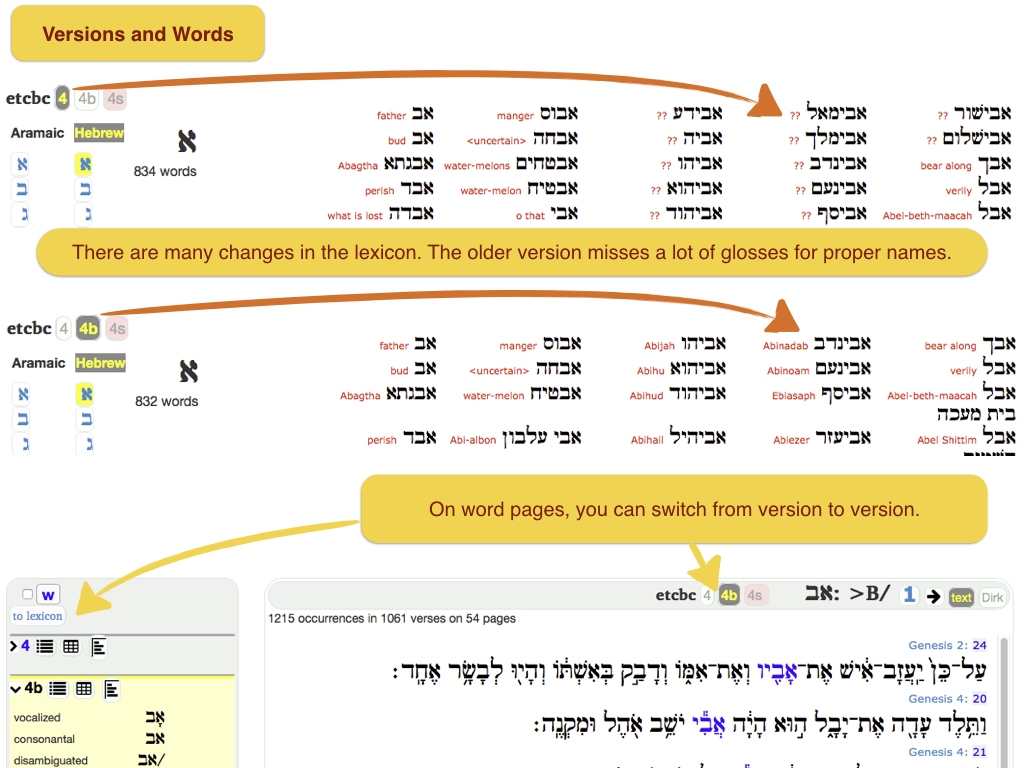 Versions and Words
etcbc 4 4b 4s
Aramaic Hebrew
א א א
834 words
ב ב
ג ג
father אב manger אבוס ?? אבידע ?? אבימאל ?? אבישור
bud אב <uncertain> אבחה ?? אביה ?? אבימלך ?? אבישלום
Abagtha אבגתא water-melons אבטחים ?? אביהו ?? אבינדב bear along אבך
perish אבד water-melon אבטיח ?? אביהוא ?? אבינעם verily אבל
what is lost אבדה o that אבי ?? אביהוד ?? אביסף Abel-beth-maacah אבל
There are many changes in the lexicon. The older version misses a lot of glosses for proper names.
etcbc 4 4b 4s
Aramaic Hebrew
א א א
832 words
ב ב
ג ג
father אב manger אבוס Abijah אביהו Abinadab אבינדב bear along אבך
bud אב <uncertain> אבחה Abihu אביהוא Abinoam אבינעם verily אבל
Abagtha אבגתא water-melon אבטיח Abihud אביהוד Ebiasaph אביסף Abel-beth-maacah אבל
בית מעכה
perish אבד Abi-albon אבי עלבון Abihail אביהיל Abiezer אביעזר Abel Shittim אבל
On word pages, you can switch from version to version.
w
to lexicon
4
4b
vocalized אָב
consonantal אב
disambiguated אב/
etcbc 4 4b 4s אב: >B/ 1 text Dirk
1215 occurrences in 1061 verses on 54 pages
Genesis 2: 24
עַל־כֵּן֙ יַֽעֲזָב־אִ֔ישׁ אֶת־אָבִ֖יו וְאֶת־אִמֹּ֑ו וְדָבַ֣ק בְּאִשְׁתֹּ֔ו וְהָי֖וּ לְבָשָׂ֥ר אֶחָֽד׃
Genesis 4: 20
וַתֵּ֥לֶד עָדָ֖ה אֶת־יָבָ֑ל ה֣וּא הָיָ֔ה אֲבִ֕י יֹשֵׁ֥ב אֹ֖הֶל וּמִקְנֶֽה׃
Genesis 4: 21